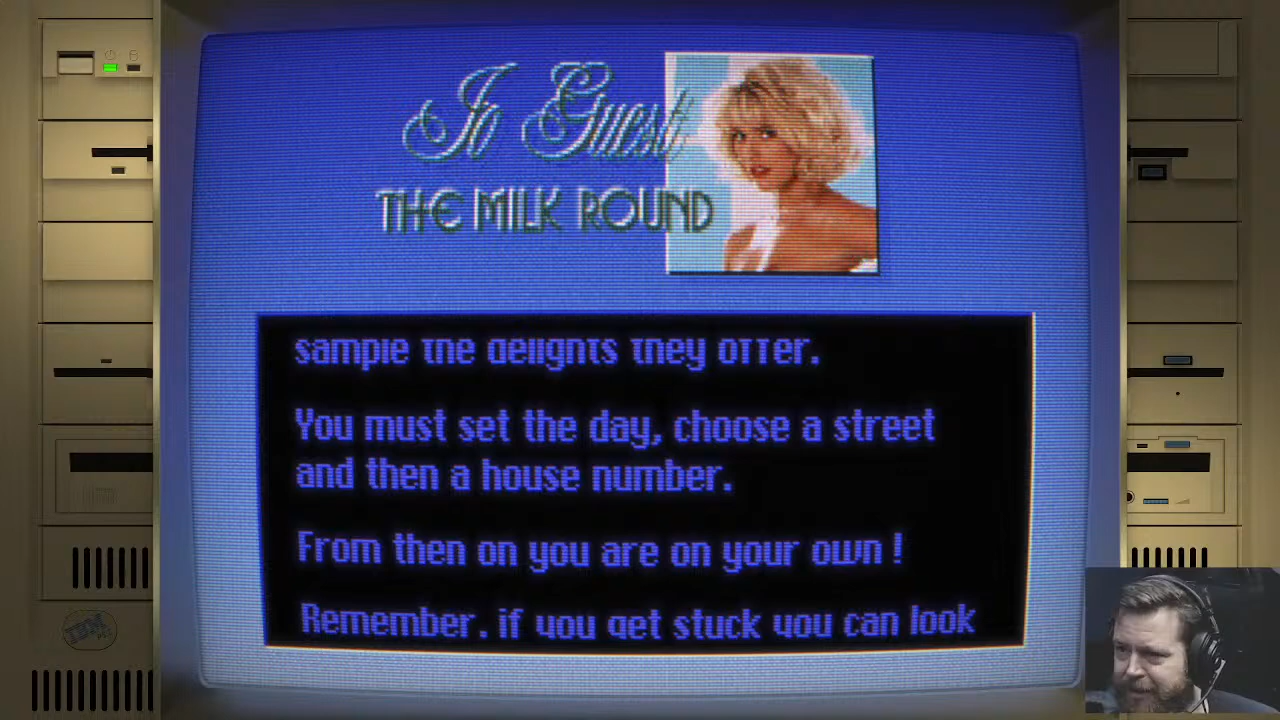 Jo Guest
THE MILK ROUND
sample the delights they offer.
You must set the day, choose a street
and then a house number.
From then on you are on your own !
Remember, if you get stuck you can look
IBM